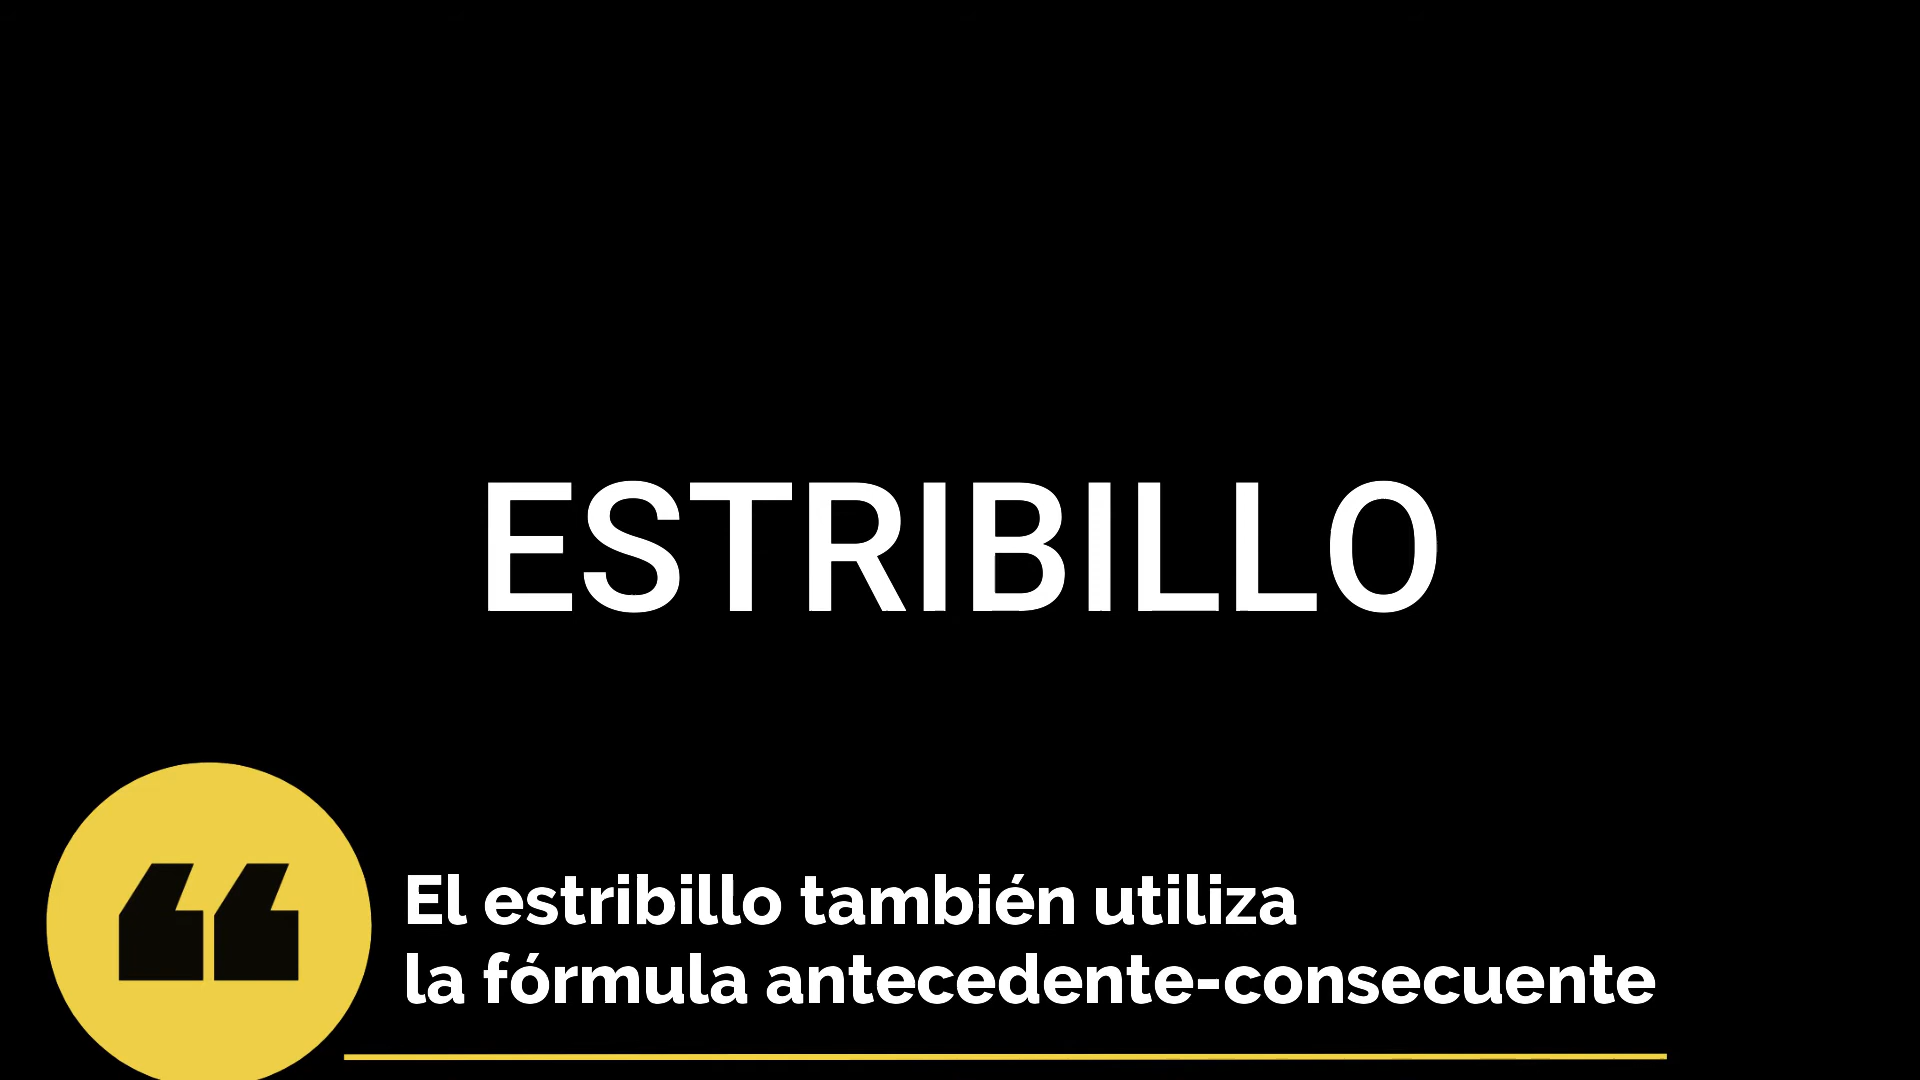 ESTRIBILLO
El estribillo también utiliza
la fórmula antecedente-consecuente